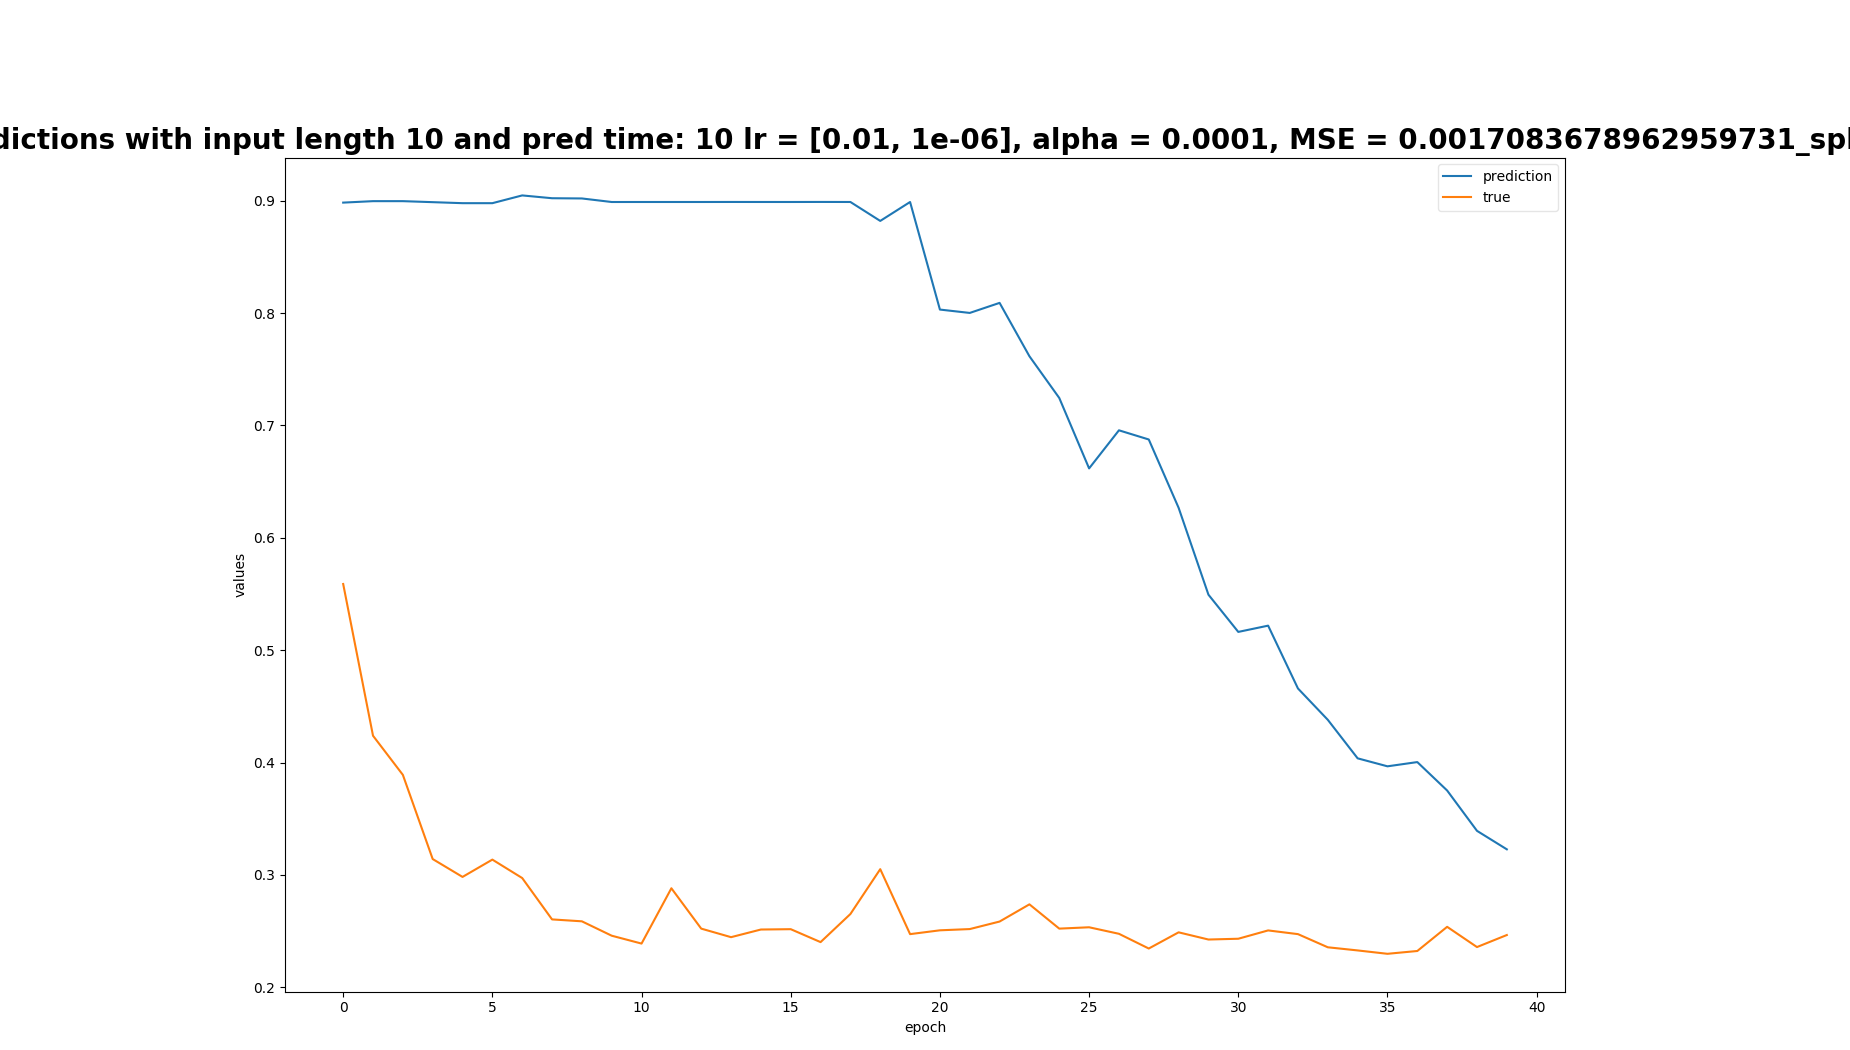 dictions with input length 10 and pred time: 10 lr = [0.01, 1e-06], alpha = 0.0001, MSE = 0.0017083678962959731_spl
prediction
true
0.9
0.8
0.7
0.6
0.5
0.4
0.3
0.2
values
0 5 10 15 20 25 30 35 40
epoch